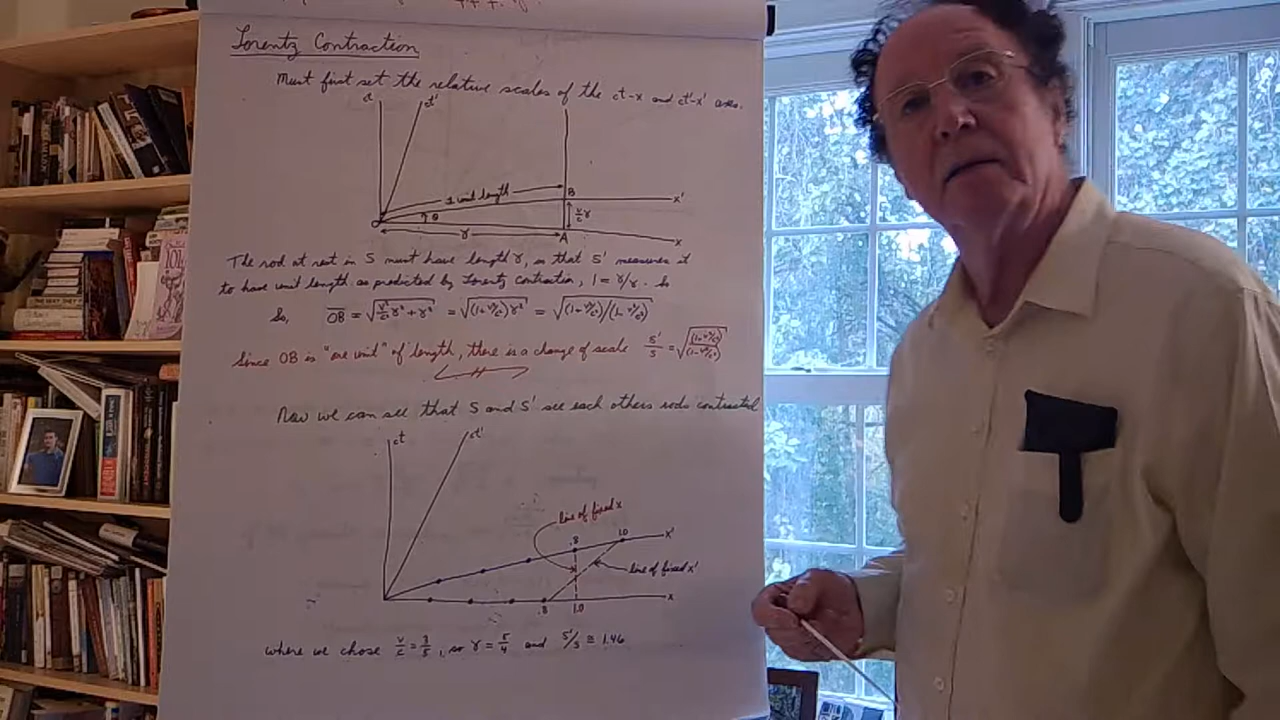 Lorentz Contraction
Must first set the relative scales of the ct-x and ct'-x' axes.
ct
ct'
1 unit length
B
x'
θ
v/c γ
O
γ
A
x
The rod at rest in S must have length γ, so that S' measures it
to have unit length as predicted by Lorentz contraction, 1 = γ/γ. So
So, OB = √(v²/c² γ² + γ²) = √((1+v²/c²)γ²) = √((1+v²/c²)/(1-v²/c²))
Since OB is "one unit" of length, there is a change of scale S'/S = √((1+v²/c²)/(1-v²/c²))
Now we can see that S and S' see each others rods contracted
ct
ct'
line of fixed x
.8
1.0
x'
line of fixed x'
.8
1.0
x
where we chose v/c = 3/5, so γ = 5/4 and S'/S ≅ 1.46